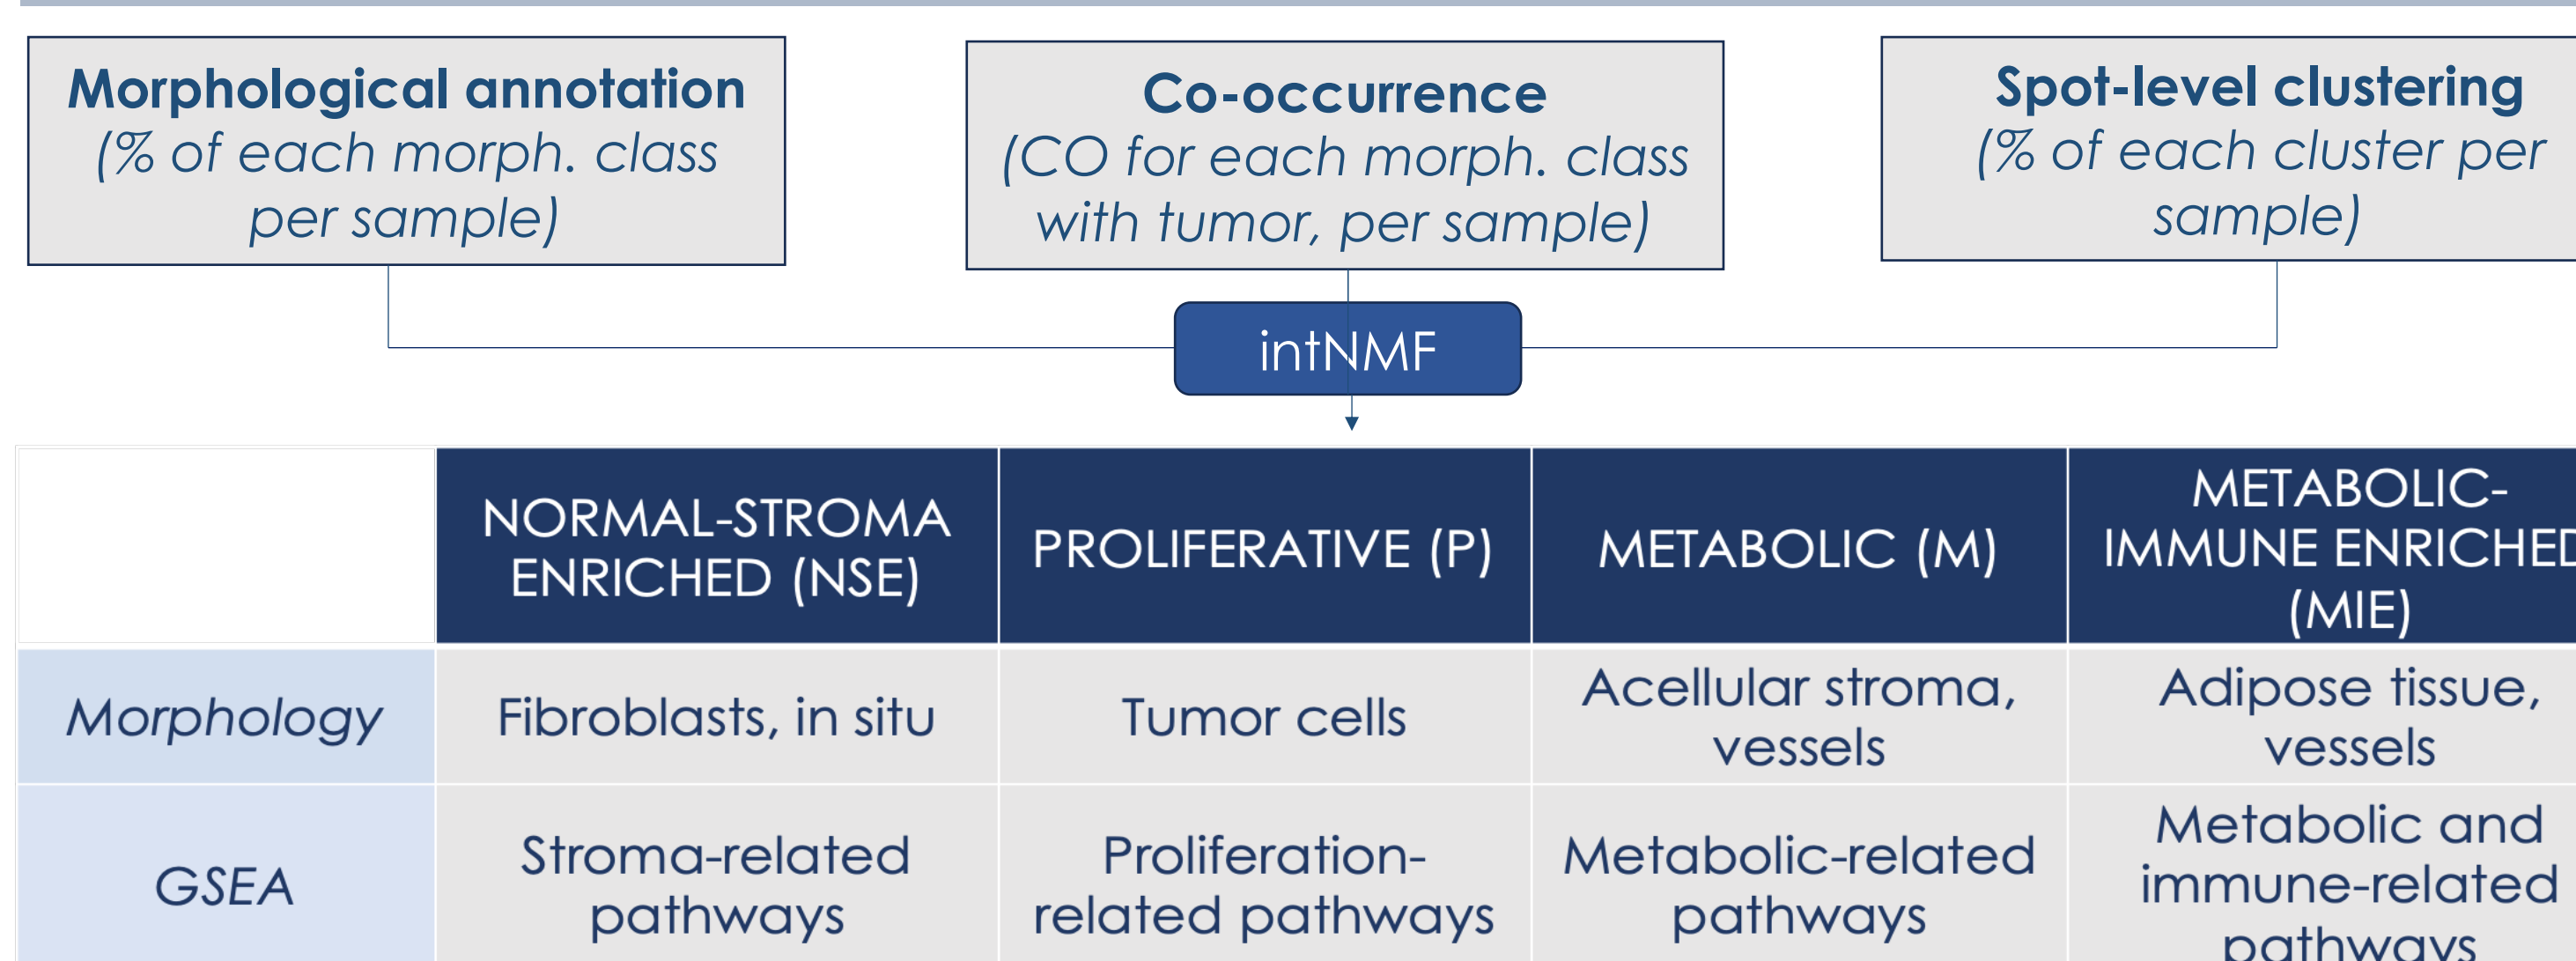 Morphological annotation
(% of each morph. class
per sample)
Co-occurrence
(CO for each morph. class
with tumor, per sample)
Spot-level clustering
(% of each cluster per
sample)
intNMF
NORMAL-STROMA
ENRICHED (NSE)
PROLIFERATIVE (P)
METABOLIC (M)
METABOLIC-
IMMUNE ENRICHED
(MIE)
Morphology
Fibroblasts, in situ
Tumor cells
Acellular stroma,
vessels
Adipose tissue,
vessels
GSEA
Stroma-related
pathways
Proliferation-
related pathways
Metabolic-related
pathways
Metabolic and
immune-related
pathways